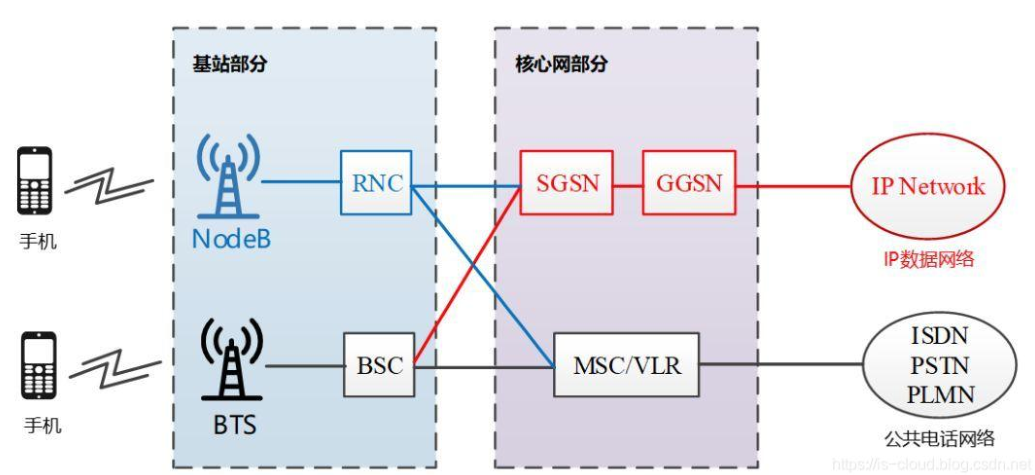 基站部分
核心网部分
RNC
SGSN
GGSN
IP Network
手机
NodeB
IP数据网络
BSC
MSC/VLR
ISDN
PSTN
PLMN
手机
BTS
公共电话网络
https://is-cloud.blog.csdn.net